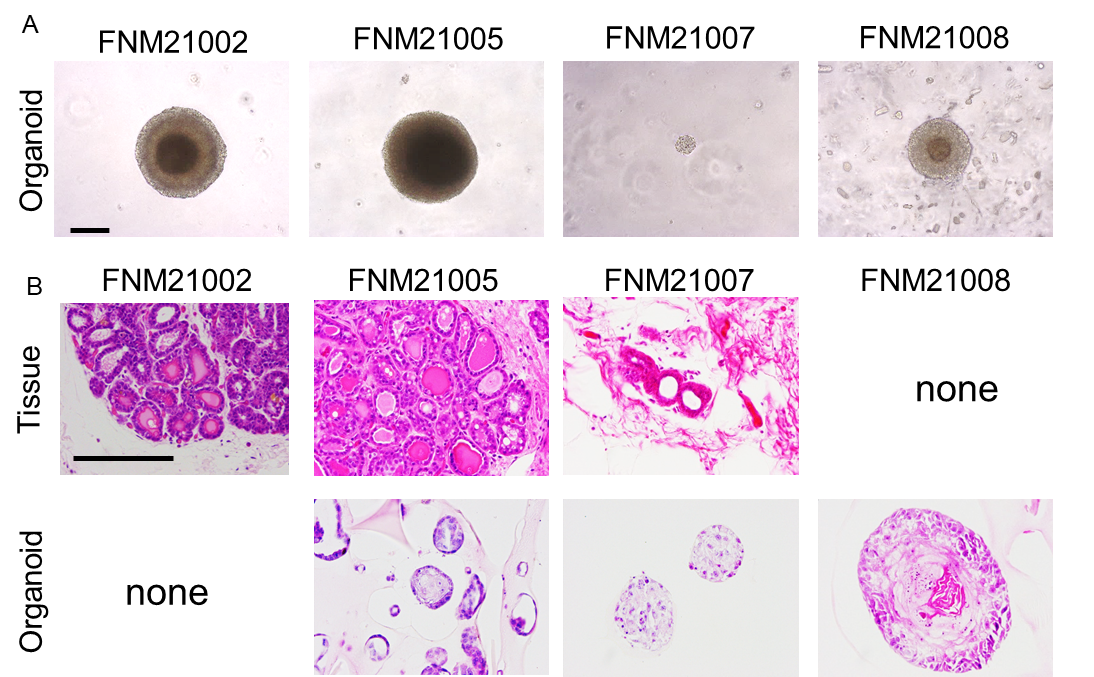 A
FNM21002 FNM21005 FNM21007 FNM21008
Organoid
B
FNM21002 FNM21005 FNM21007 FNM21008
Tissue
none
Organoid
none